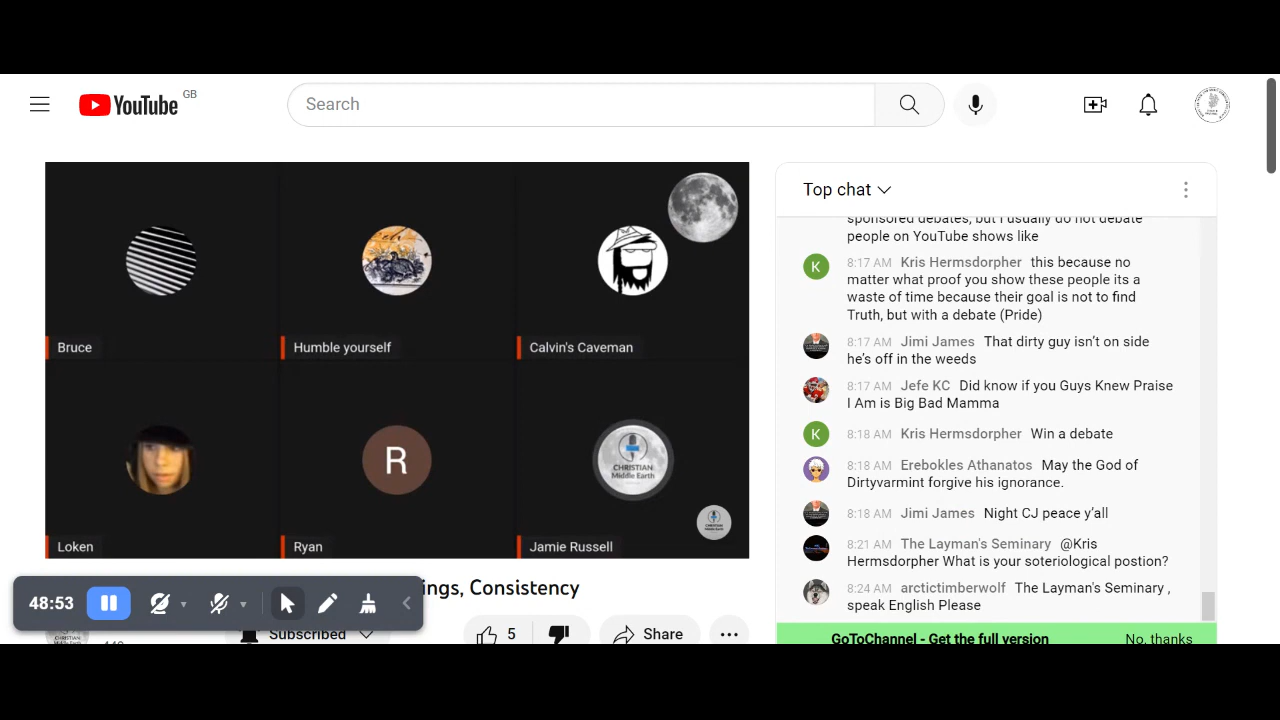 YouTube GB
Search
Bruce
Humble yourself
Calvin's Caveman
Loken
R
Ryan
CHRISTIAN
Middle Earth
Jamie Russell
48:53
ings, Consistency
Subscribed
5
Share
Top chat
sponsored debates, but I usually do not debate
people on YouTube shows like
K
8:17 AM Kris Hermsdorpher this because no
matter what proof you show these people its a
waste of time because their goal is not to find
Truth, but with a debate (Pride)
8:17 AM Jimi James That dirty guy isn’t on side
he’s off in the weeds
8:17 AM Jefe KC Did know if you Guys Knew Praise
I Am is Big Bad Mamma
K
8:18 AM Kris Hermsdorpher Win a debate
8:18 AM Erebokles Athanatos May the God of
Dirtyvarmint forgive his ignorance.
8:18 AM Jimi James Night CJ peace y’all
8:21 AM The Layman's Seminary @Kris
Hermsdorpher What is your soteriological postion?
8:24 AM arctictimberwolf The Layman's Seminary ,
speak English Please
GoToChannel - Get the full version
No, thanks